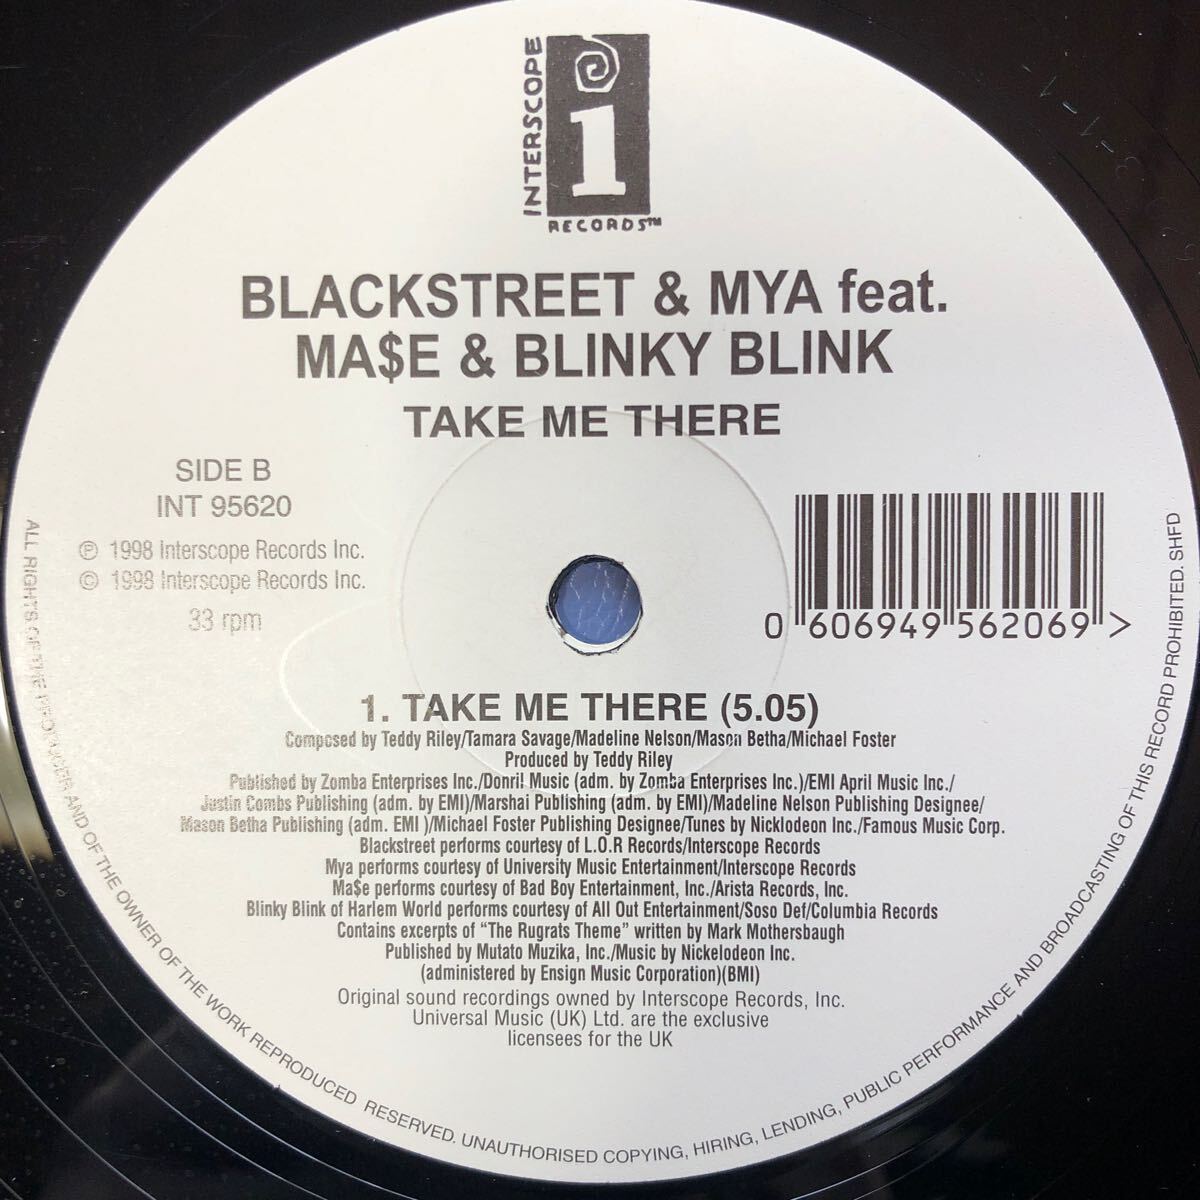 INTERSCOPE
i
RECORDS™
BLACKSTREET & MYA feat.
MA$E & BLINKY BLINK
TAKE ME THERE
SIDE B
INT 95620
℗ 1998 Interscope Records Inc.
© 1998 Interscope Records Inc.
33 rpm
0 606949 562069 >
1. TAKE ME THERE (5.05)
Composed by Teddy Riley/Tamara Savage/Madeline Nelson/Mason Betha/Michael Foster
Produced by Teddy Riley
Published by Zomba Enterprises Inc./Donril Music (adm. by Zomba Enterprises Inc.)/EMI April Music Inc./
Justin Combs Publishing (adm. by EMI)/Marshai Publishing (adm. by EMI)/Madeline Nelson Publishing Designee/
Mason Betha Publishing (adm. EMI )/Michael Foster Publishing Designee/Tunes by Nicklodeon Inc./Famous Music Corp.
Blackstreet performs courtesy of L.O.R Records/Interscope Records
Mya performs courtesy of University Music Entertainment/Interscope Records
Ma$e performs courtesy of Bad Boy Entertainment, Inc./Arista Records, Inc.
Blinky Blink of Harlem World performs courtesy of All Out Entertainment/Soso Def/Columbia Records
Contains excerpts of “The Rugrats Theme” written by Mark Mothersbaugh
Published by Mutato Muzika, Inc./Music by Nickelodeon Inc.
(administered by Ensign Music Corporation)(BMI)
Original sound recordings owned by Interscope Records, Inc.
Universal Music (UK) Ltd. are the exclusive
licensees for the UK
ALL RIGHTS OF THE PRODUCER AND OF THE OWNER OF THE WORK REPRODUCED RESERVED. UNAUTHORISED COPYING, HIRING, LENDING, PUBLIC PERFORMANCE AND BROADCASTING OF THIS RECORD PROHIBITED. SHFD